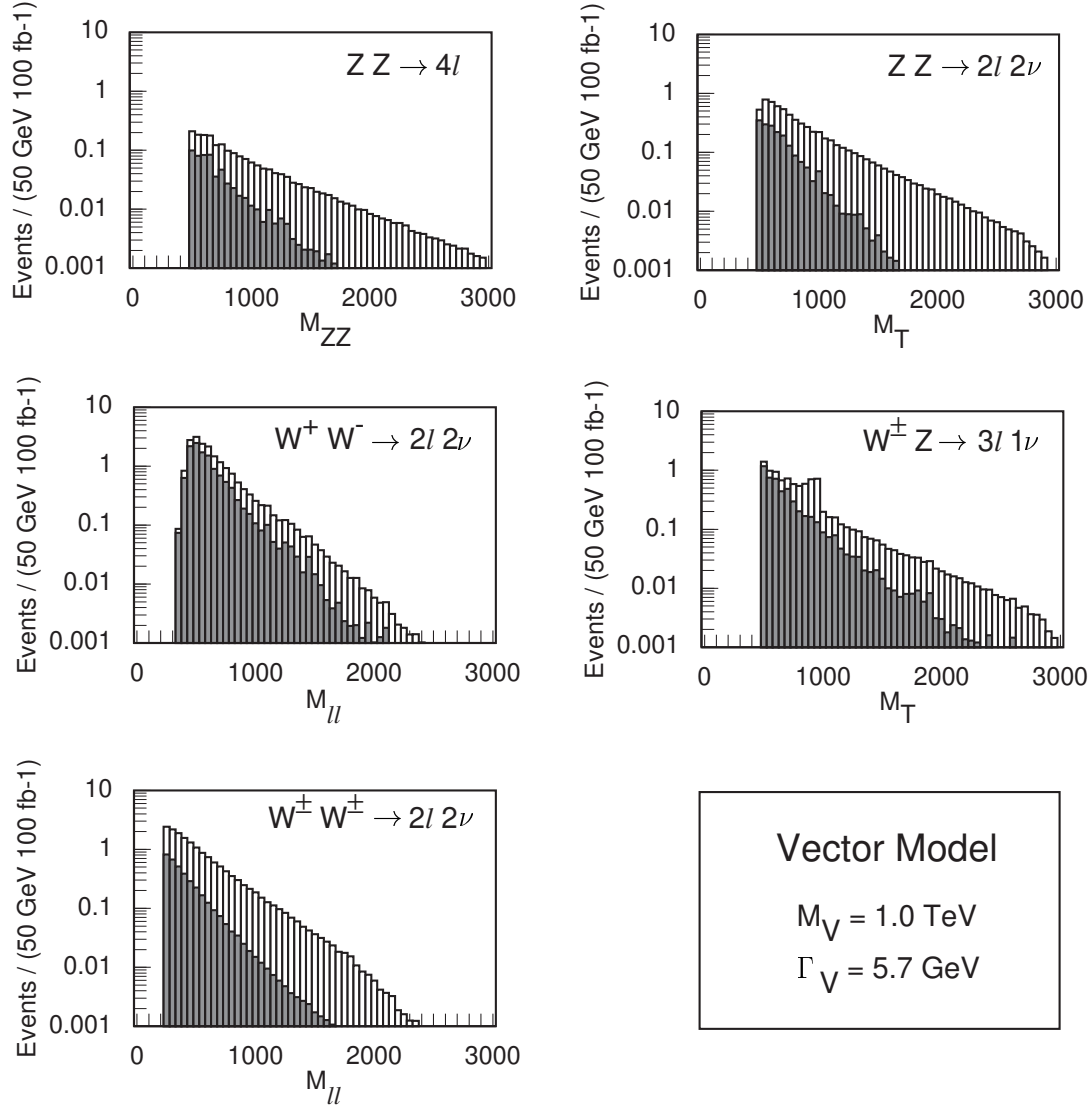 Events / (50 GeV 100 fb-1)
10
1
0.1
0.01
0.001
Z Z → 4l
0 1000 2000 3000
M_ZZ
Events / (50 GeV 100 fb-1)
10
1
0.1
0.01
0.001
Z Z → 2l 2ν
0 1000 2000 3000
M_T
Events / (50 GeV 100 fb-1)
10
1
0.1
0.01
0.001
W⁺ W⁻ → 2l 2ν
0 1000 2000 3000
M_ll
Events / (50 GeV 100 fb-1)
10
1
0.1
0.01
0.001
W± Z → 3l 1ν
0 1000 2000 3000
M_T
Events / (50 GeV 100 fb-1)
10
1
0.1
0.01
0.001
W± W± → 2l 2ν
0 1000 2000 3000
M_ll
Vector Model
M_V = 1.0 TeV
Γ_V = 5.7 GeV